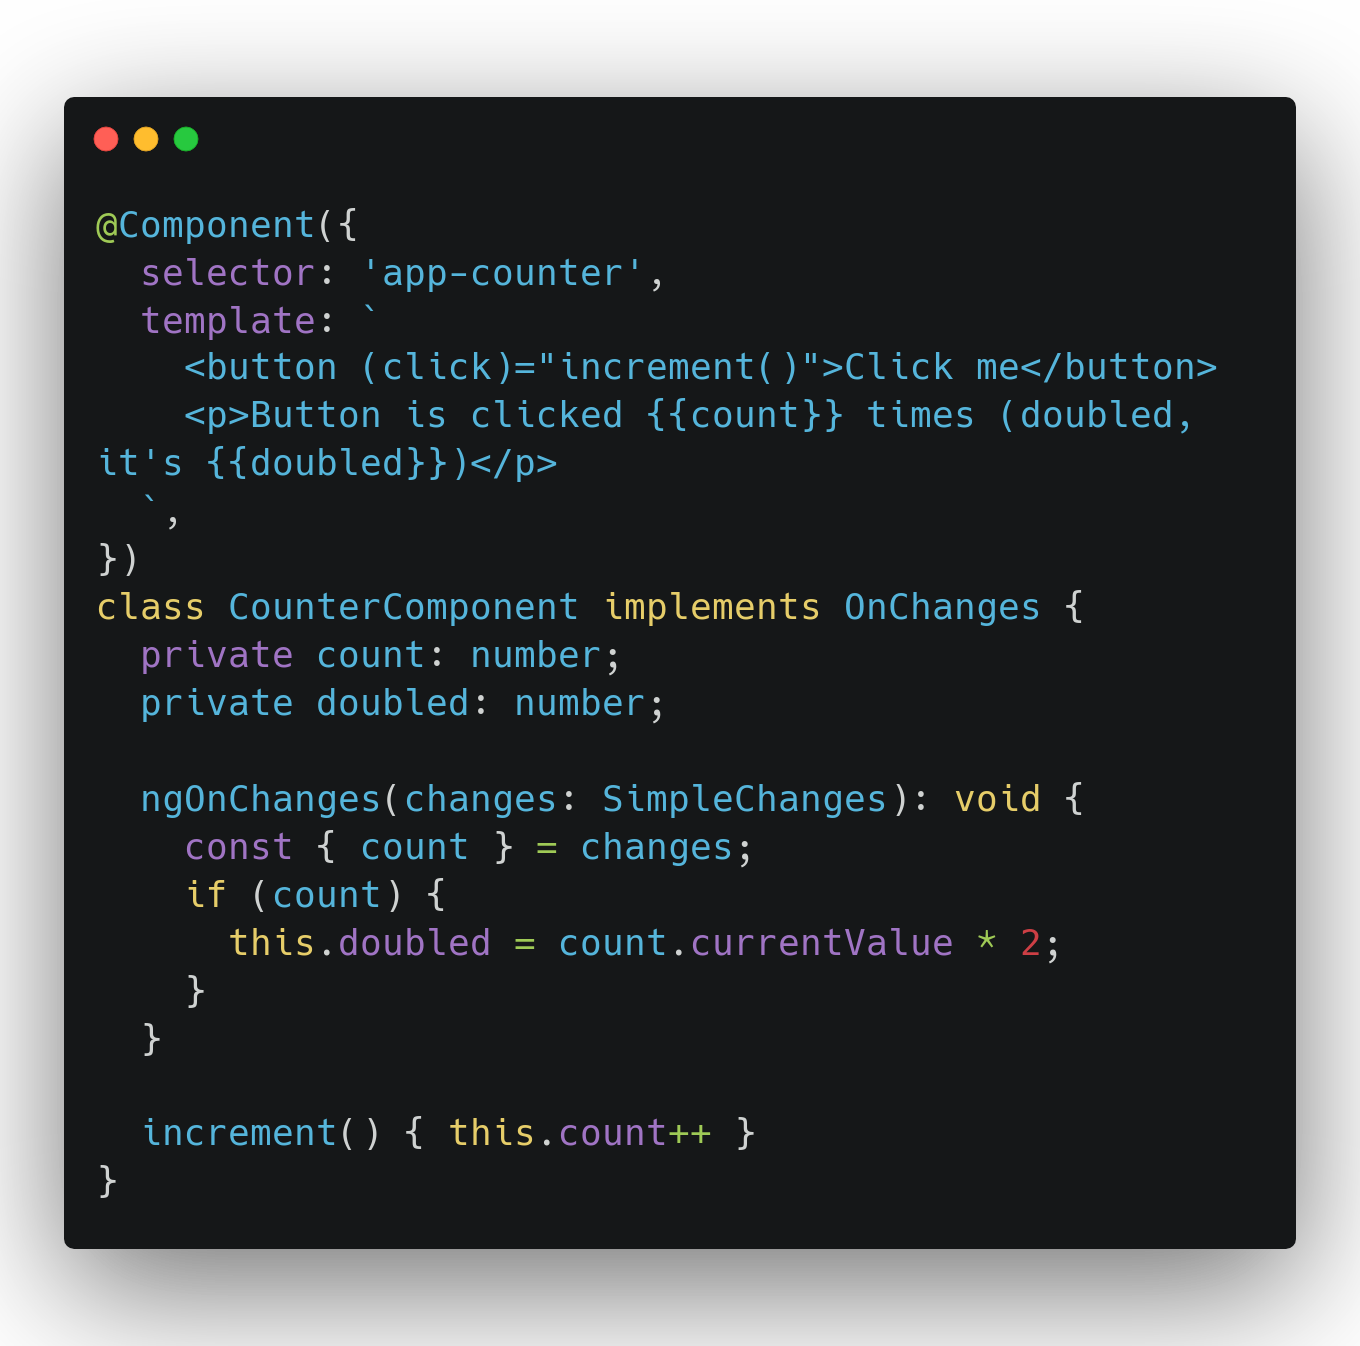 @Component({
  selector: 'app-counter',
  template: `
    <button (click)="increment()">Click me</button>
    <p>Button is clicked {{count}} times (doubled,
it's {{doubled}})</p>
  `,
})
class CounterComponent implements OnChanges {
  private count: number;
  private doubled: number;

  ngOnChanges(changes: SimpleChanges): void {
    const { count } = changes;
    if (count) {
      this.doubled = count.currentValue * 2;
    }
  }

  increment() { this.count++ }
}